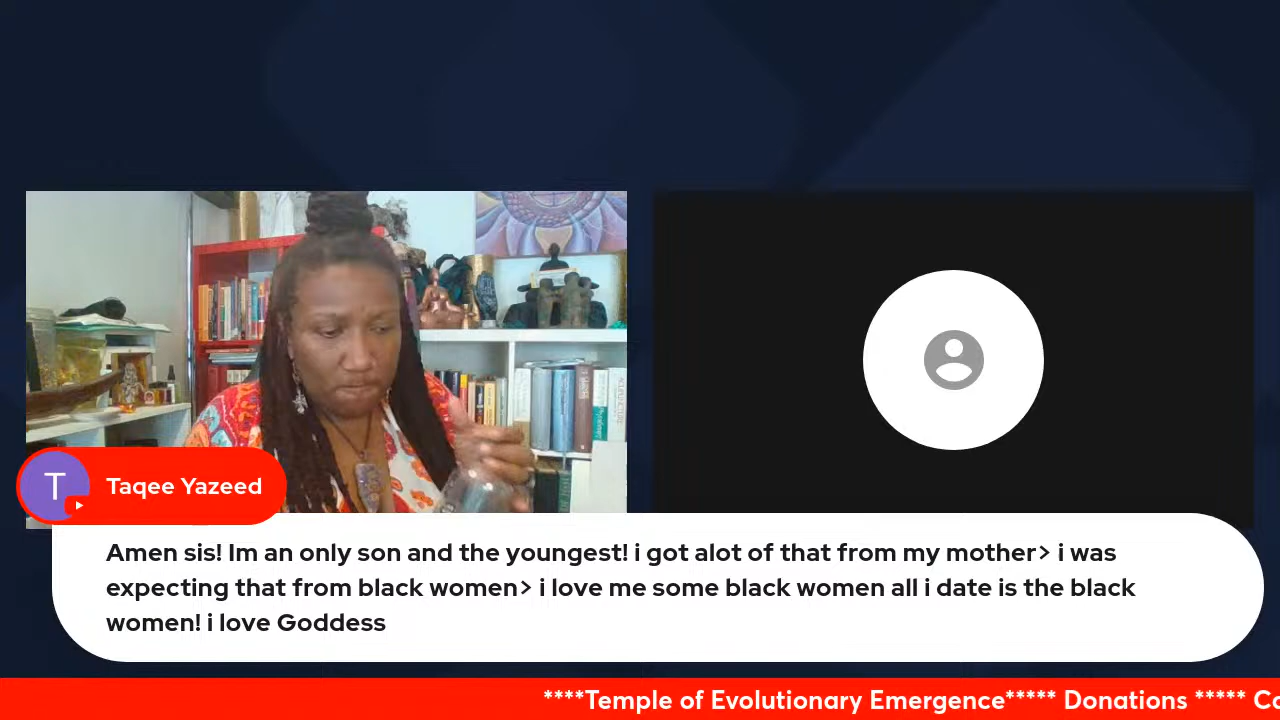 T
Taqee Yazeed
Amen sis! Im an only son and the youngest! i got alot of that from my mother> i was
expecting that from black women> i love me some black women all i date is the black
women! i love Goddess
****Temple of Evolutionary Emergence***** Donations ***** Co